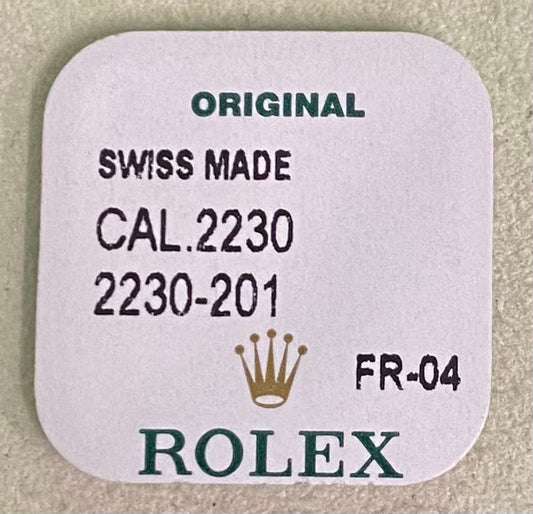 ORIGINAL
SWISS MADE
CAL.2230
2230-201
FR-04
ROLEX